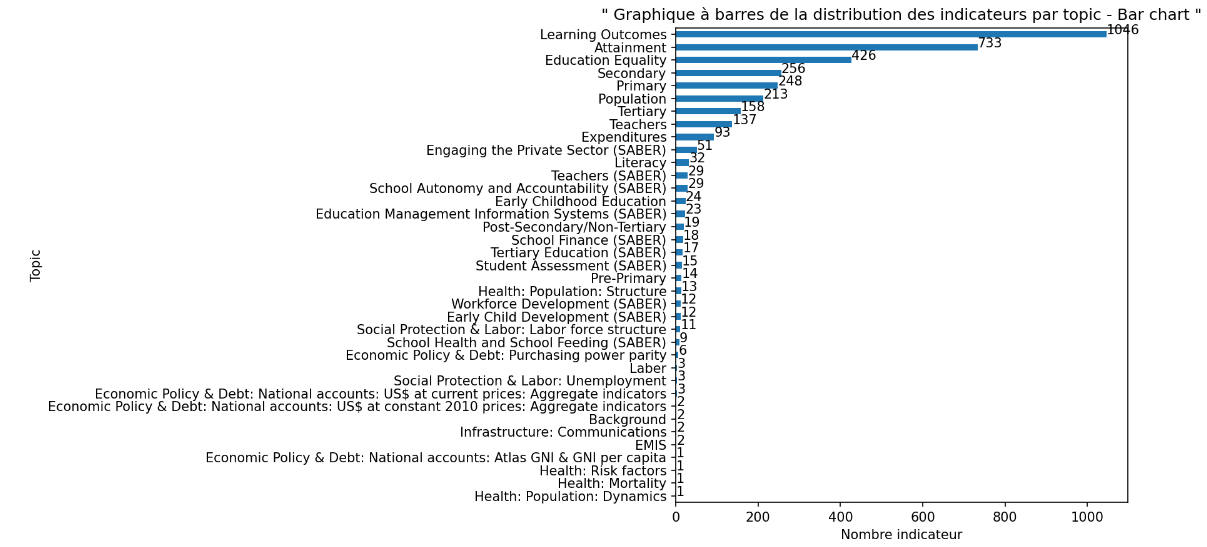 " Graphique à barres de la distribution des indicateurs par topic - Bar chart "
Learning Outcomes 1046
Attainment 733
Education Equality 426
Secondary 256
Primary 248
Population 213
Tertiary 158
Teachers 137
Expenditures 93
Engaging the Private Sector (SABER) 51
Literacy 32
Teachers (SABER) 29
School Autonomy and Accountability (SABER) 29
Early Childhood Education 24
Education Management Information Systems (SABER) 23
Post-Secondary/Non-Tertiary 19
School Finance (SABER) 18
Tertiary Education (SABER) 17
Student Assessment (SABER) 15
Pre-Primary 14
Health: Population: Structure 13
Workforce Development (SABER) 12
Early Child Development (SABER) 12
Social Protection & Labor: Labor force structure 11
School Health and School Feeding (SABER) 9
Economic Policy & Debt: Purchasing power parity 6
Laber 3
Social Protection & Labor: Unemployment 3
Economic Policy & Debt: National accounts: US$ at current prices: Aggregate indicators 3
Economic Policy & Debt: National accounts: US$ at constant 2010 prices: Aggregate indicators 2
Background 2
Infrastructure: Communications 2
EMIS 2
Economic Policy & Debt: National accounts: Atlas GNI & GNI per capita 1
Health: Risk factors 1
Health: Mortality 1
Health: Population: Dynamics 1
Topic
0 200 400 600 800 1000
Nombre indicateur